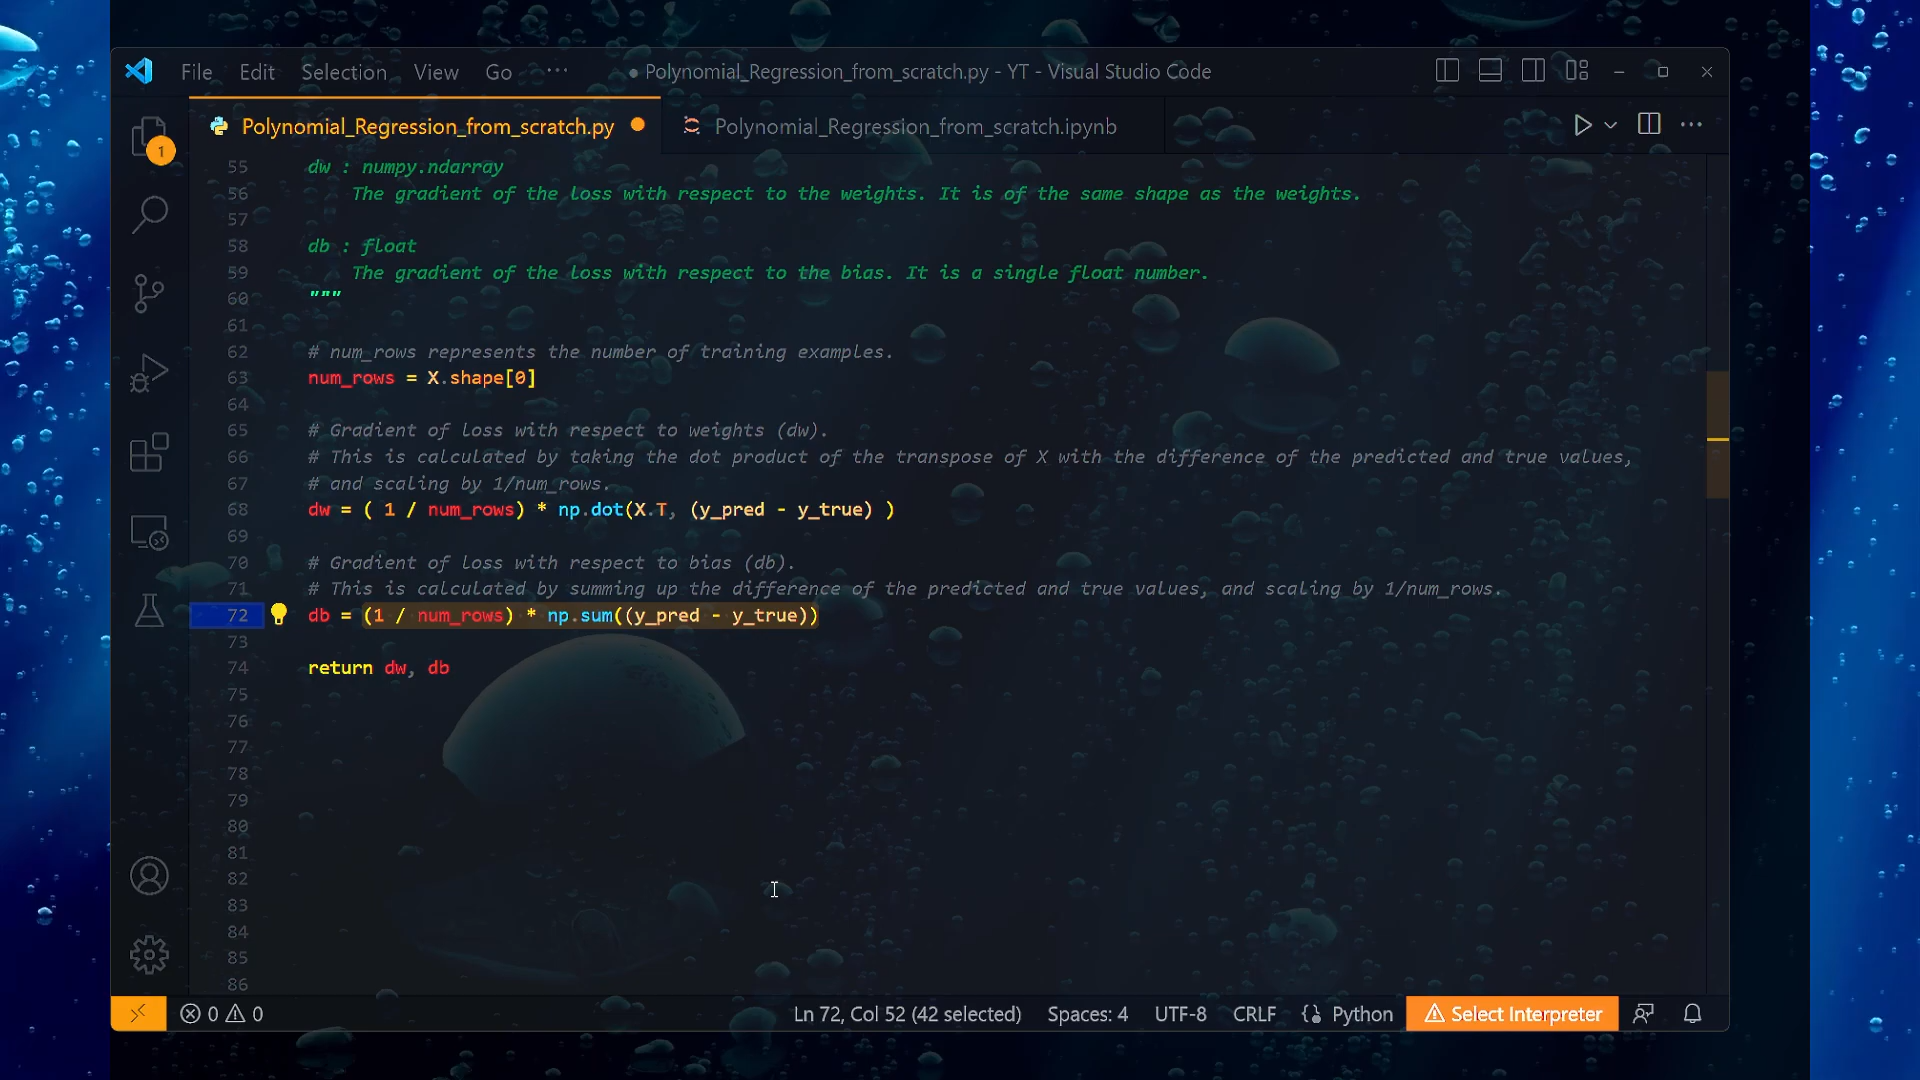 File Edit Selection View Go ··· ● Polynomial_Regression_from_scratch.py - YT - Visual Studio Code
Polynomial_Regression_from_scratch.py Polynomial_Regression_from_scratch.ipynb
1
55 dw : numpy.ndarray
56 The gradient of the loss with respect to the weights. It is of the same shape as the weights.
57
58 db : float
59 The gradient of the loss with respect to the bias. It is a single float number.
60 """
61
62 # num_rows represents the number of training examples.
63 num_rows = X.shape[0]
64
65 # Gradient of loss with respect to weights (dw).
66 # This is calculated by taking the dot product of the transpose of X with the difference of the predicted and true values,
67 # and scaling by 1/num_rows.
68 dw = ( 1 / num_rows) * np.dot(X.T, (y_pred - y_true) )
69
70 # Gradient of loss with respect to bias (db).
71 # This is calculated by summing up the difference of the predicted and true values, and scaling by 1/num_rows.
72 db = (1 / num_rows) * np.sum((y_pred - y_true))
73
74 return dw, db
75
76
77
78
79
80
81
82
83
84
85
86
0 0 Ln 72, Col 52 (42 selected) Spaces: 4 UTF-8 CRLF Python Select Interpreter